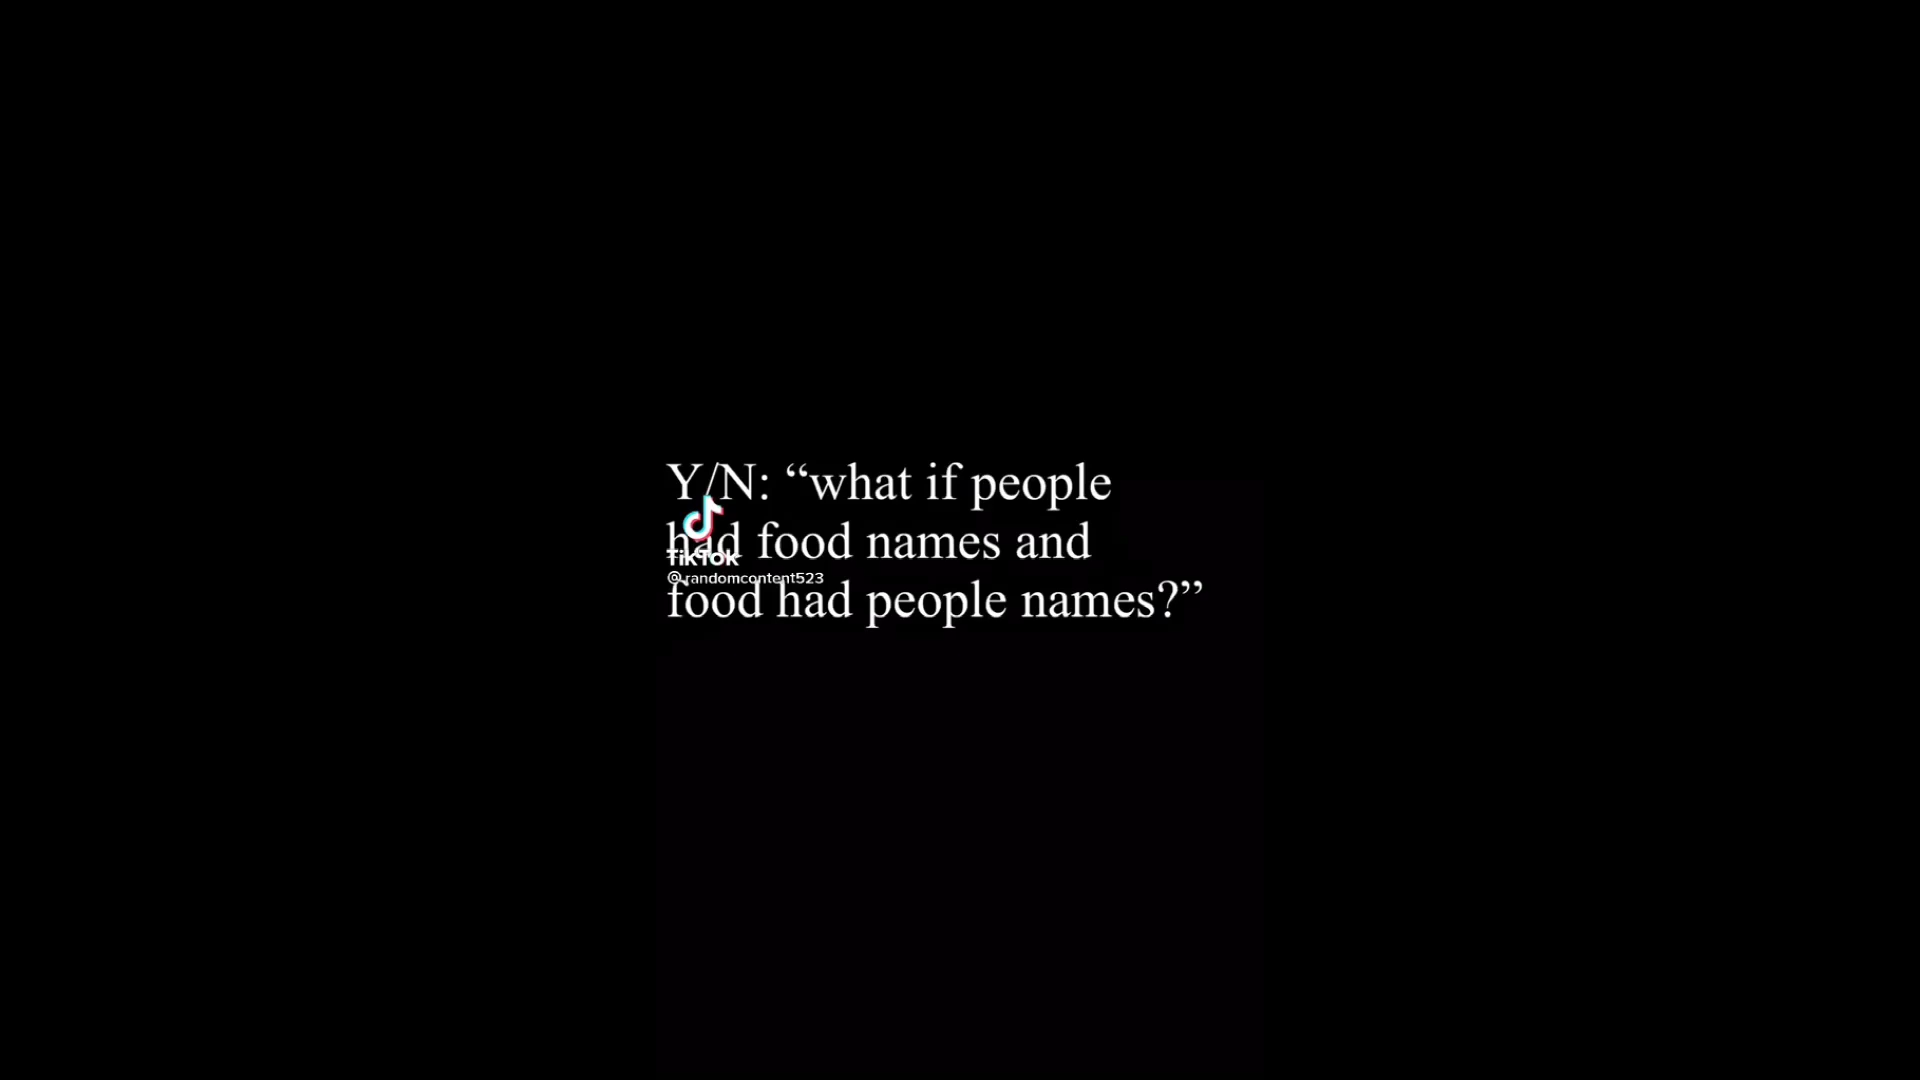 Y/N: “what if people
had food names and
TikTok
@randomcontent523
food had people names?”